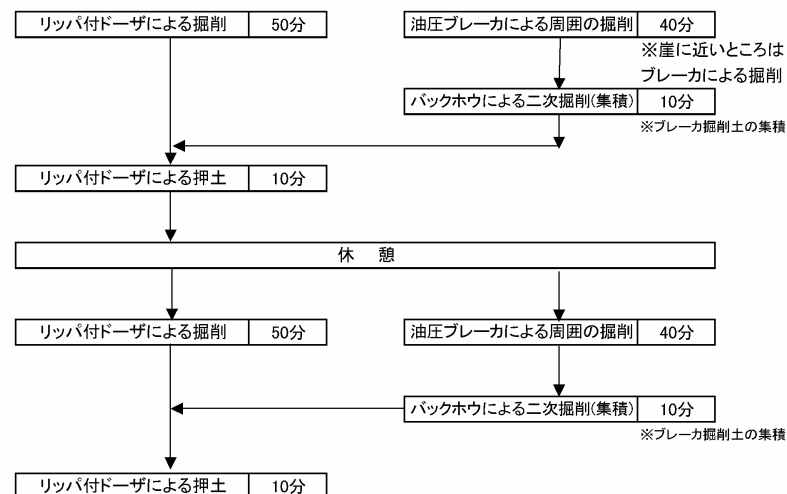 リッパ付ドーザによる掘削 50分
油圧ブレーカによる周囲の掘削 40分
※崖に近いところは
ブレーカによる掘削
バックホウによる二次掘削(集積) 10分
※ブレーカ掘削土の集積
リッパ付ドーザによる押土 10分
休 憩
リッパ付ドーザによる掘削 50分
油圧ブレーカによる周囲の掘削 40分
バックホウによる二次掘削(集積) 10分
※ブレーカ掘削土の集積
リッパ付ドーザによる押土 10分